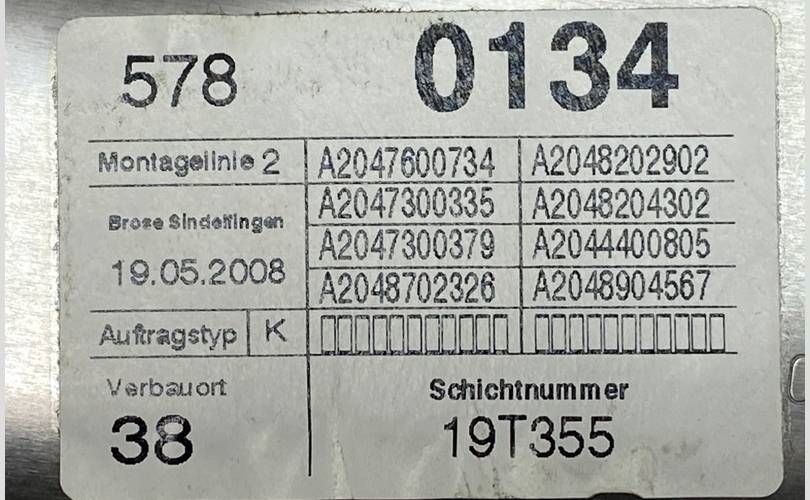 578 0134
Montagelinie 2 A2047600734 A2048202902
A2047300335 A2048204302
Brose Sindelfingen
A2047300379 A2044400805
19.05.2008
A2048702326 A2048904567
Auftragstyp K
Verbauort Schichtnummer
38 19T355